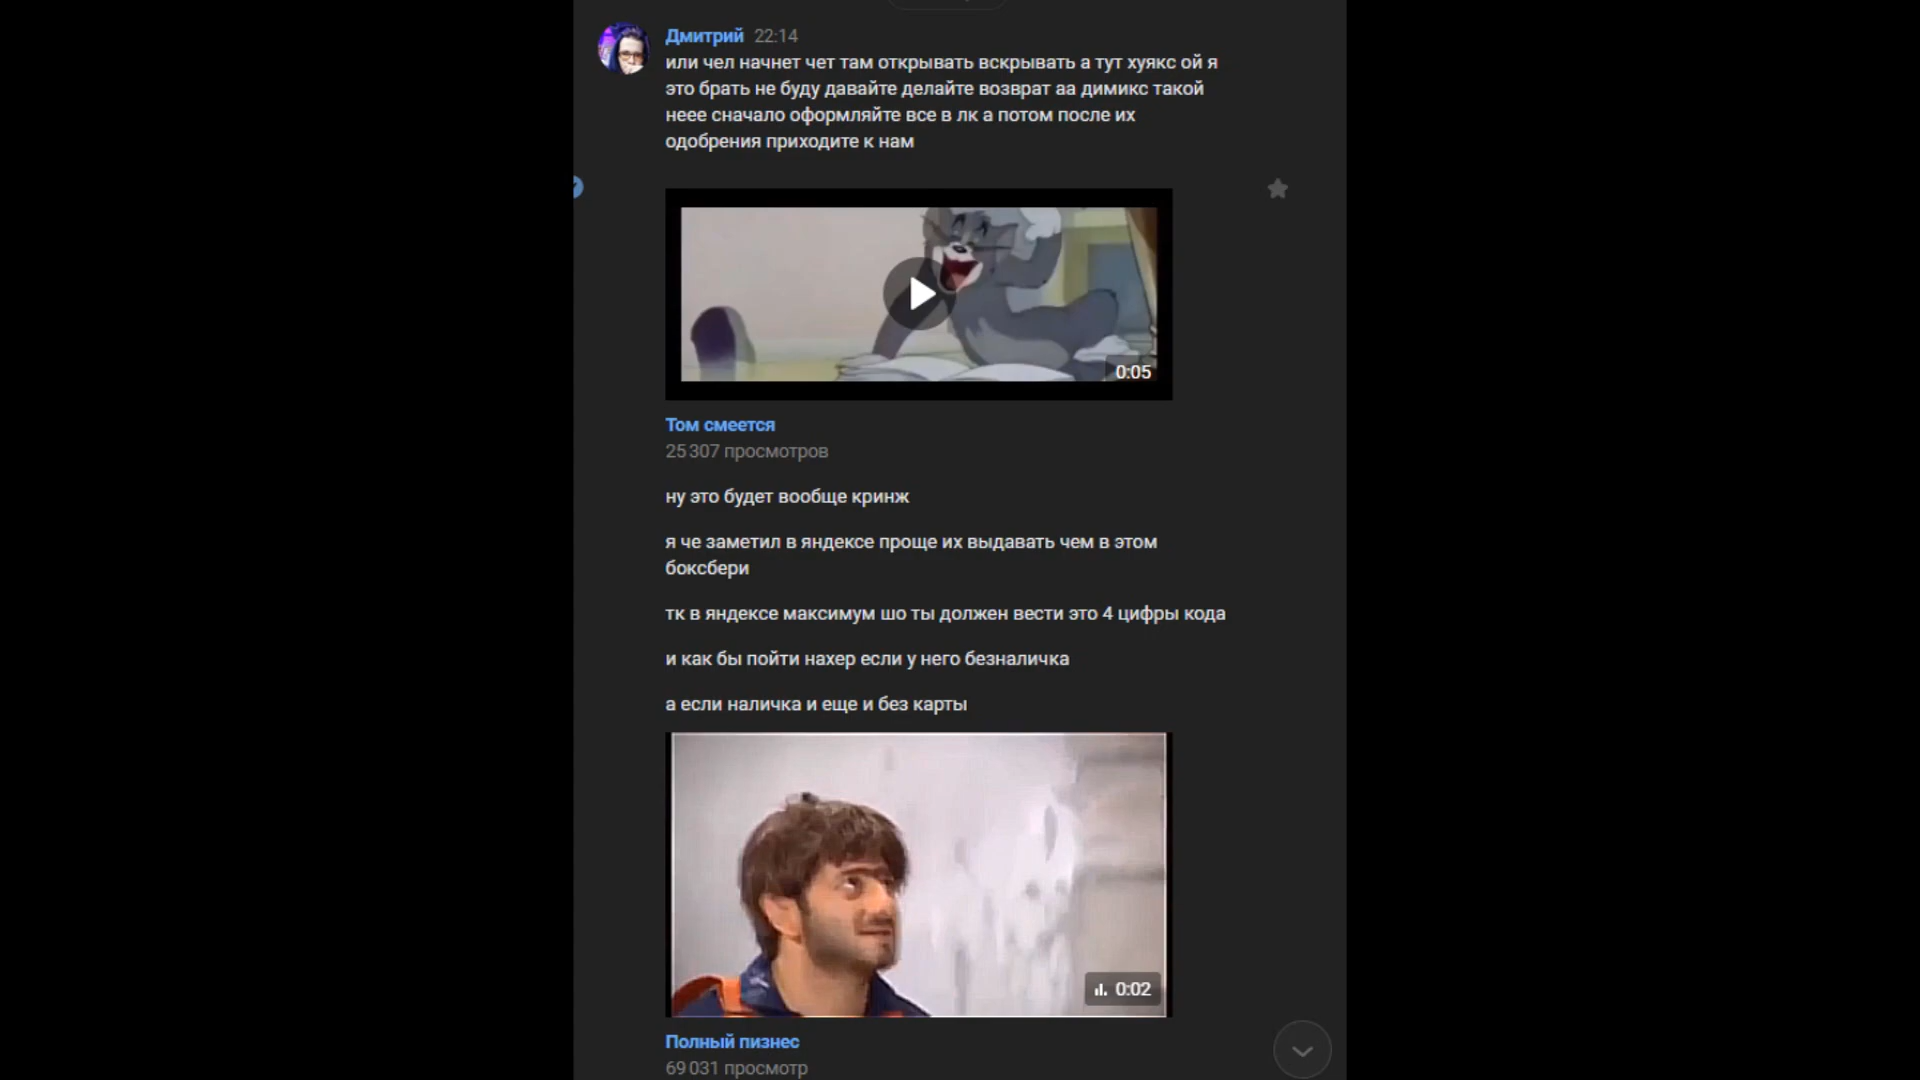 Дмитрий 22:14
или чел начнет чет там открывать вскрывать а тут хуякс ой я
это брать не буду давайте делайте возврат аа димикс такой
неее сначало оформляйте все в лк а потом после их
одобрения приходите к нам
0:05
Том смеется
25 307 просмотров
ну это будет вообще кринж
я че заметил в яндексе проще их выдавать чем в этом
боксбери
тк в яндексе максимум шо ты должен вести это 4 цифры кода
и как бы пойти нахер если у него безналичка
а если наличка и еще и без карты
0:02
Полный пизнес
69 031 просмотр